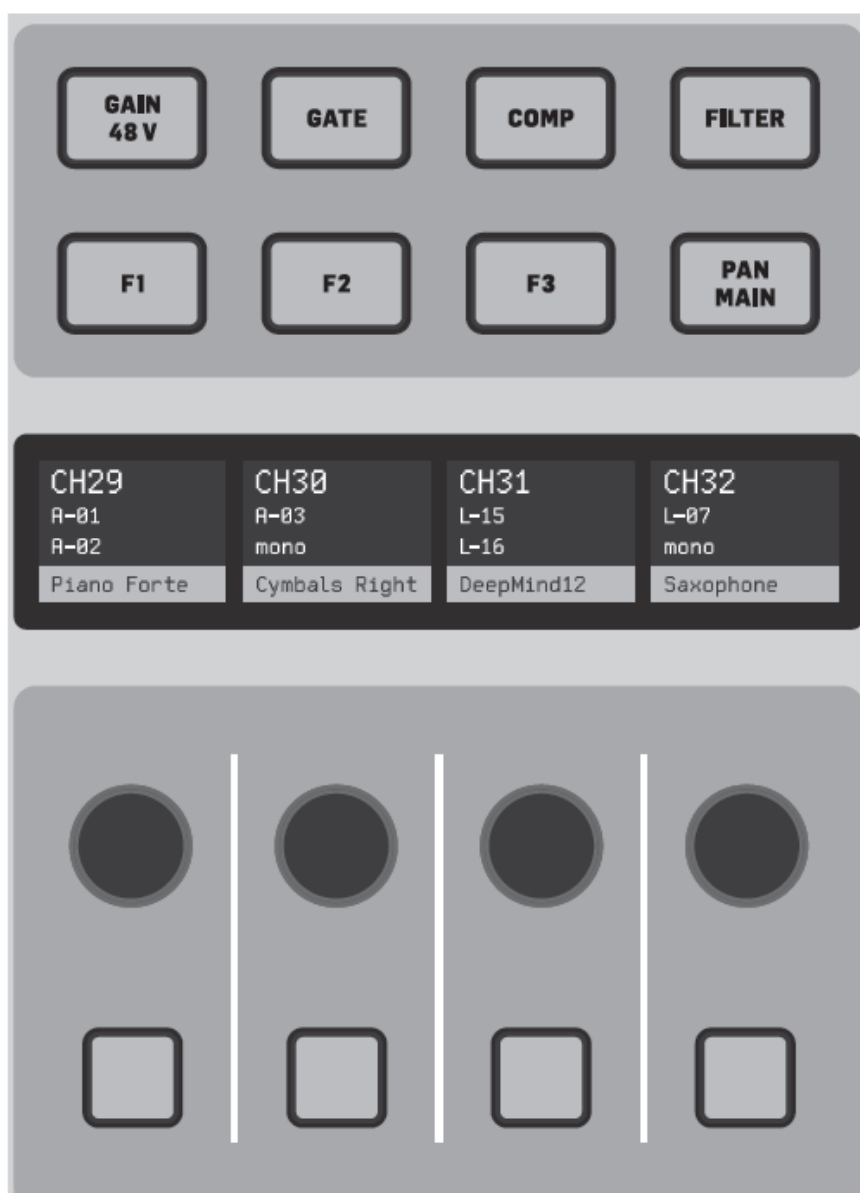 GAIN
48 V
GATE
COMP
FILTER
F1
F2
F3
PAN
MAIN
CH29
A-01
A-02
Piano Forte
CH30
A-03
mono
Cymbals Right
CH31
L-15
L-16
DeepMind12
CH32
L-07
mono
Saxophone